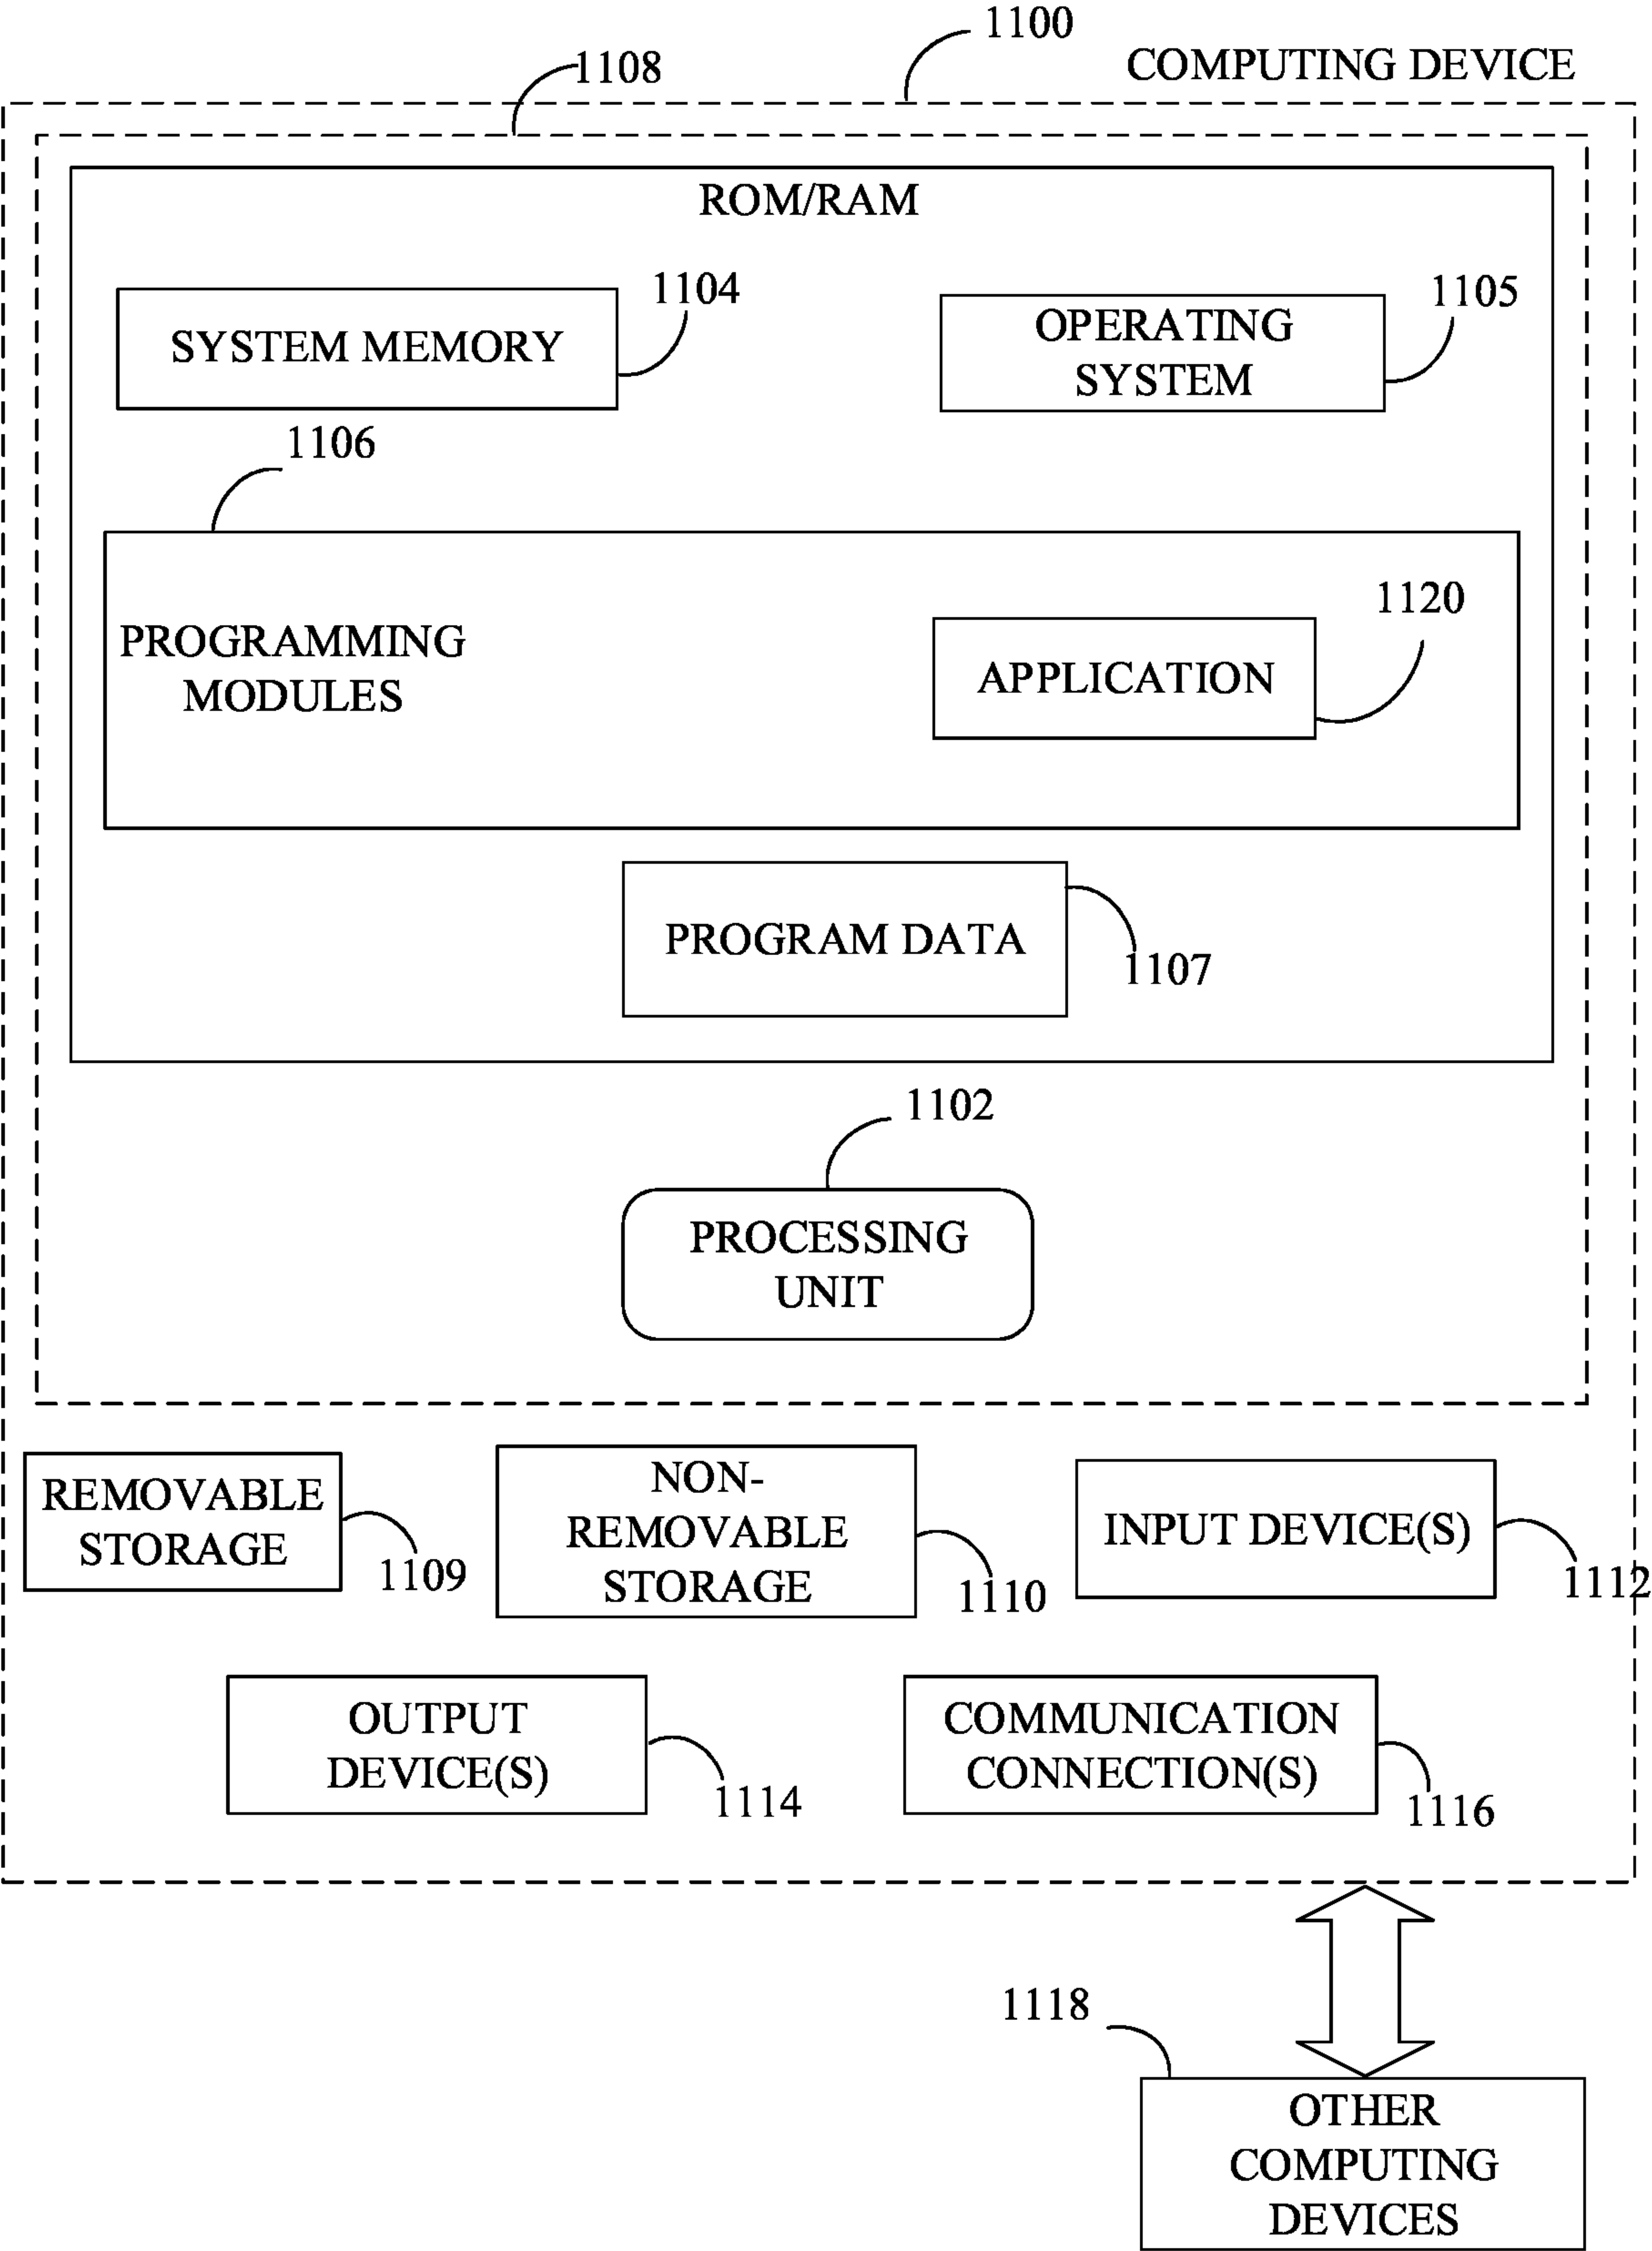 1100
COMPUTING DEVICE
1108
ROM/RAM
1104
SYSTEM MEMORY
1105
OPERATING
SYSTEM
1106
PROGRAMMING
MODULES
1120
APPLICATION
PROGRAM DATA
1107
1102
PROCESSING
UNIT
REMOVABLE
STORAGE
1109
NON-
REMOVABLE
STORAGE
1110
INPUT DEVICE(S)
1112
OUTPUT
DEVICE(S)
1114
COMMUNICATION
CONNECTION(S)
1116
1118
OTHER
COMPUTING
DEVICES